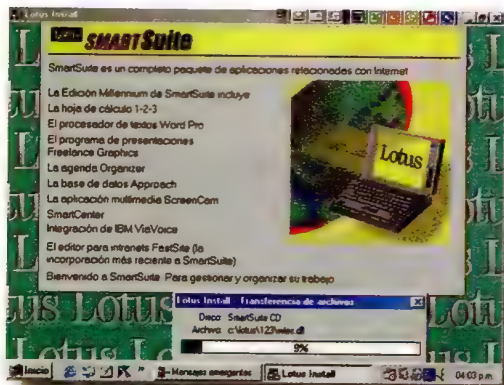 Lotus Install
SMARTSuite
SmartSuite es un completo paquete de aplicaciones relacionadas con Internet
La Edición Millennium de SmartSuite incluye
La hoja de cálculo 1-2-3
El procesador de textos Word Pro
El programa de presentaciones
Freelance Graphics
La agenda Organizer
La base de datos Approach
La aplicación multimedia ScreenCam
SmartCenter
Integración de IBM ViaVoice
El editor para intranets FastSite (la
incorporación más reciente a SmartSuite)
Bienvenido a SmartSuite. Para gestionar y organizar su trabajo
Lotus
Lotus Install - Transferencia de archivos
Disco: SmartSuite CD
Archivo: c:\lotus\123\
9%
Lotus
Inicio
Mensajes emergentes
Lotus Install
04:03 p.m.